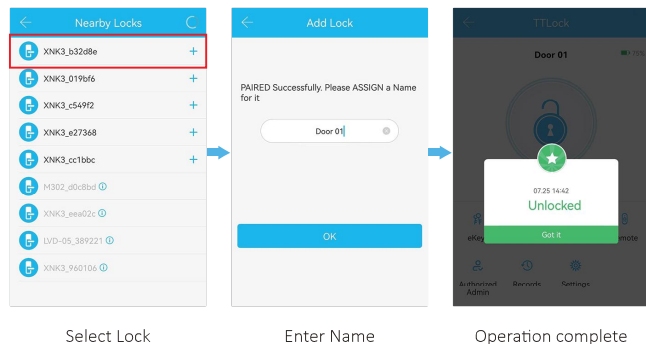 Nearby Locks
XNK3_b32d8e
XNK3_019bf6
XNK3_c549f2
XNK3_e27368
XNK3_cc1bbc
M302_d0c8bd
XNK3_eea02c
LVD-05_389221
XNK3_960106
Select Lock
Add Lock
PAIRED Successfully. Please ASSIGN a Name
for it
Door 01
OK
Enter Name
TTLock
Door 01
75%
07.25 14:42
Unlocked
Got it
eKey
mote
Authorized
Admin
Records
Settings
Operation complete